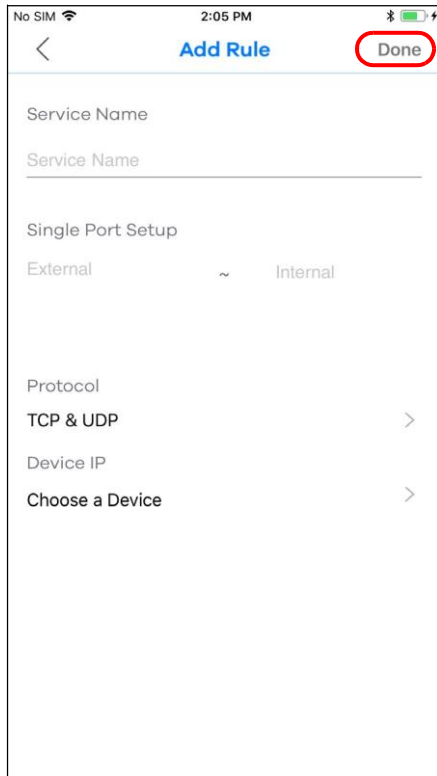 No SIM 2:05 PM
Add Rule Done
Service Name
Service Name
Single Port Setup
External ~ Internal
Protocol
TCP & UDP
Device IP
Choose a Device